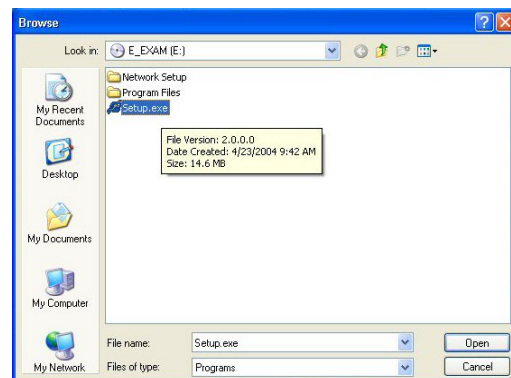 Browse
Look in: E_EXAM (E:)
Network Setup
Program Files
Setup.exe
File Version: 2.0.0.0
Date Created: 4/23/2004 9:42 AM
Size: 14.6 MB
My Recent
Documents
Desktop
My Documents
My Computer
My Network
File name: Setup.exe Open
Files of type: Programs Cancel